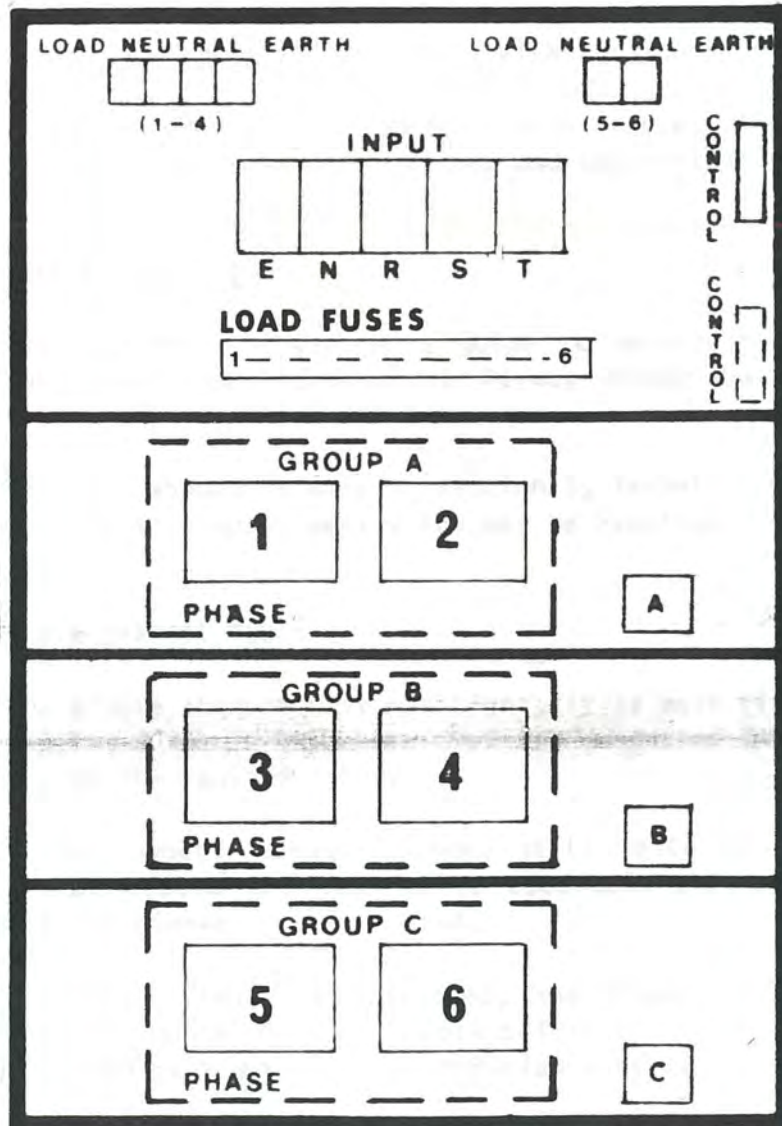 LOAD NEUTRAL EARTH
(1-4)
LOAD NEUTRAL EARTH
(5-6)
INPUT
E N R S T
CONTROL
CONTROL
LOAD FUSES
1 — — — — — — — - - 6
GROUP A
1 2
PHASE
A
GROUP B
3 4
PHASE
B
GROUP C
5 6
PHASE
C